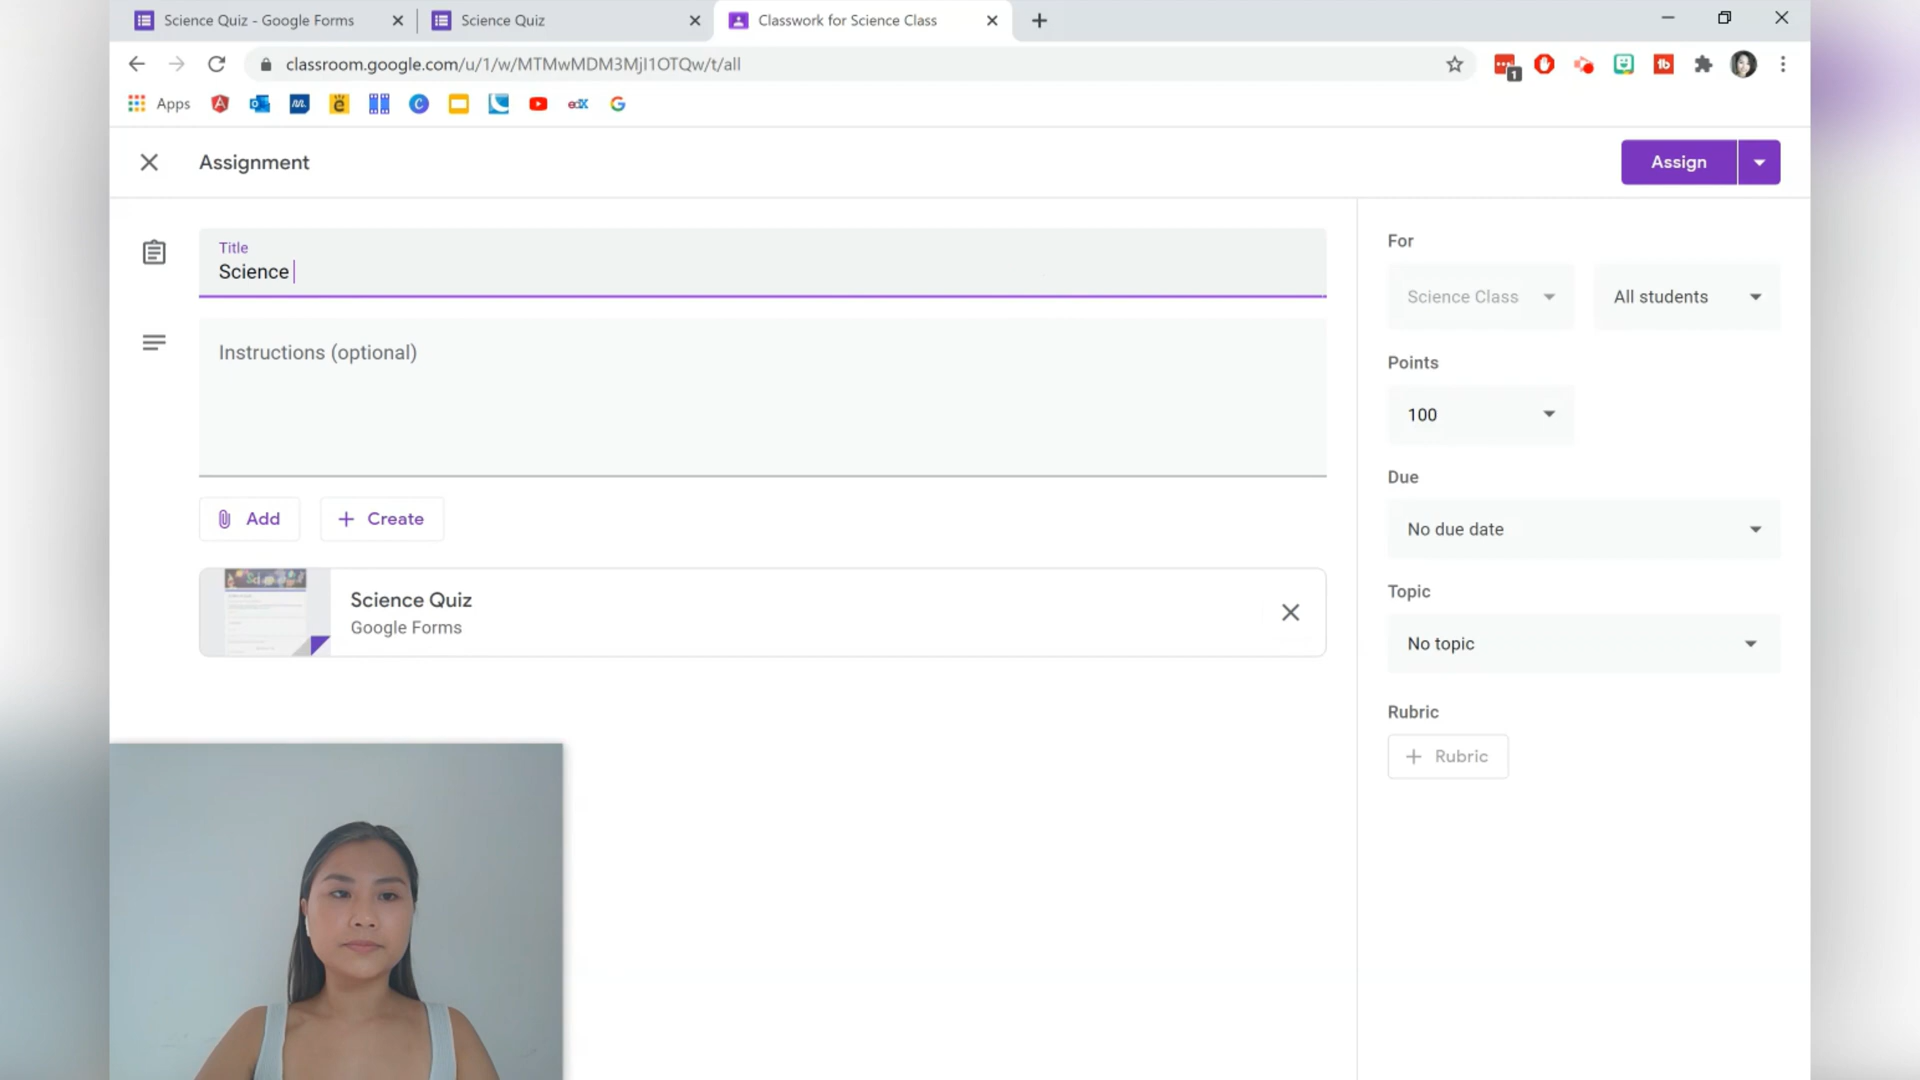 Science Quiz - Google Forms
Science Quiz
Classwork for Science Class
classroom.google.com/u/1/w/MTMwMDM3MjI1OTQw/t/all
1
Apps
edX
Assignment
Assign
Title
Science
Instructions (optional)
Add
Create
Science Quiz
Google Forms
For
Science Class
All students
Points
100
Due
No due date
Topic
No topic
Rubric
Rubric